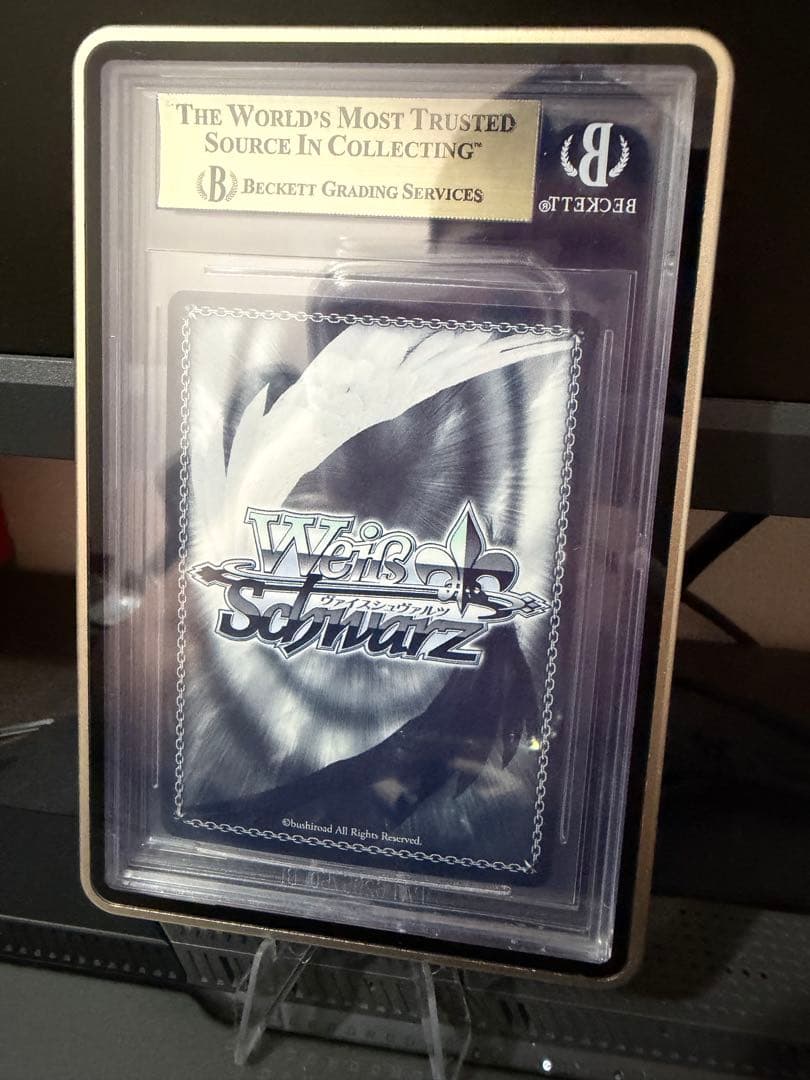 THE WORLD'S MOST TRUSTED
SOURCE IN COLLECTING™
B BECKETT GRADING SERVICES
B
BECKETT®
Weiß
ヴァイスシュヴァルツ
Schwarz
©bushiroad All Rights Reserved.